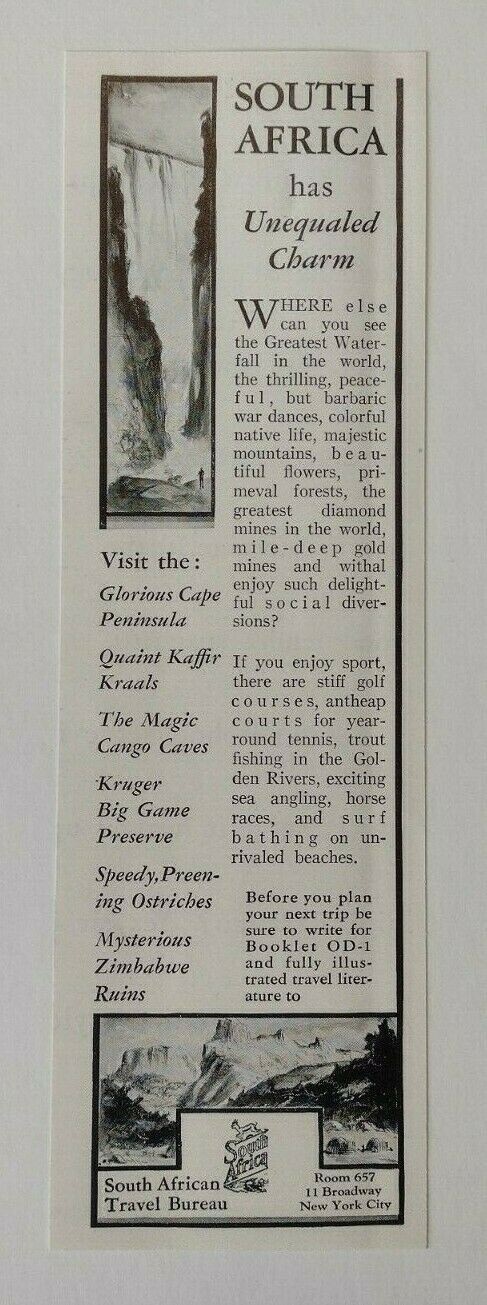 SOUTH
AFRICA
has
Unequaled
Charm
WHERE else
can you see
the Greatest Water-
fall in the world,
the thrilling, peace-
ful, but barbaric
war dances, colorful
native life, majestic
mountains, beau-
tiful flowers, pri-
meval forests, the
greatest diamond
mines in the world,
mile-deep gold
mines and withal
enjoy such delight-
ful social diver-
sions?
If you enjoy sport,
there are stiff golf
courses, antheap
courts for year-
round tennis, trout
fishing in the Gol-
den Rivers, exciting
sea angling, horse
races, and surf
bathing on un-
rivaled beaches.
Before you plan
your next trip be
sure to write for
Booklet OD-1
and fully illus-
trated travel liter-
ature to
Visit the:
Glorious Cape
Peninsula
Quaint Kaffir
Kraals
The Magic
Cango Caves
Kruger
Big Game
Preserve
Speedy, Preen-
ing Ostriches
Mysterious
Zimbabwe
Ruins
South
Africa
South African
Travel Bureau
Room 657
11 Broadway
New York City